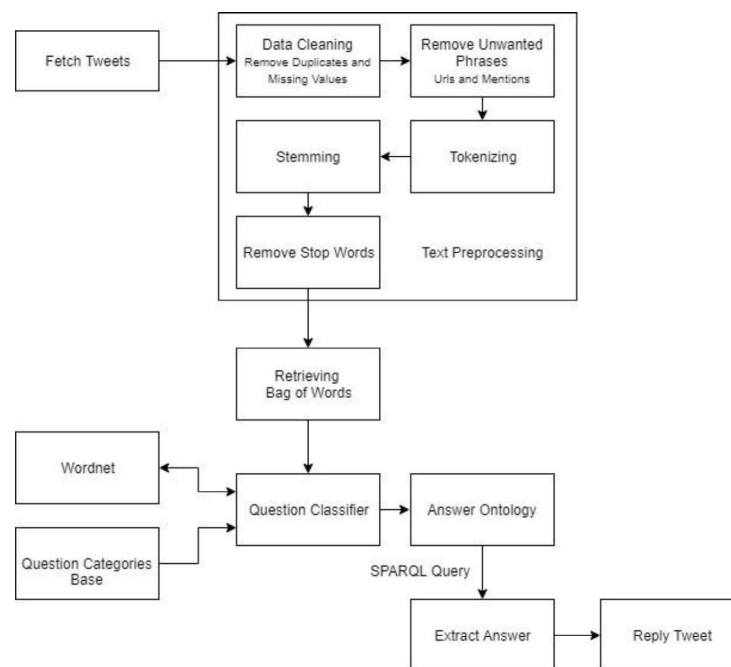 Fetch Tweets
Data Cleaning
Remove Duplicates and
Missing Values
Remove Unwanted
Phrases
Urls and Mentions
Stemming
Tokenizing
Remove Stop Words
Text Preprocessing
Retrieving
Bag of Words
Wordnet
Question Classifier
Answer Ontology
Question Categories
Base
SPARQL Query
Extract Answer
Reply Tweet